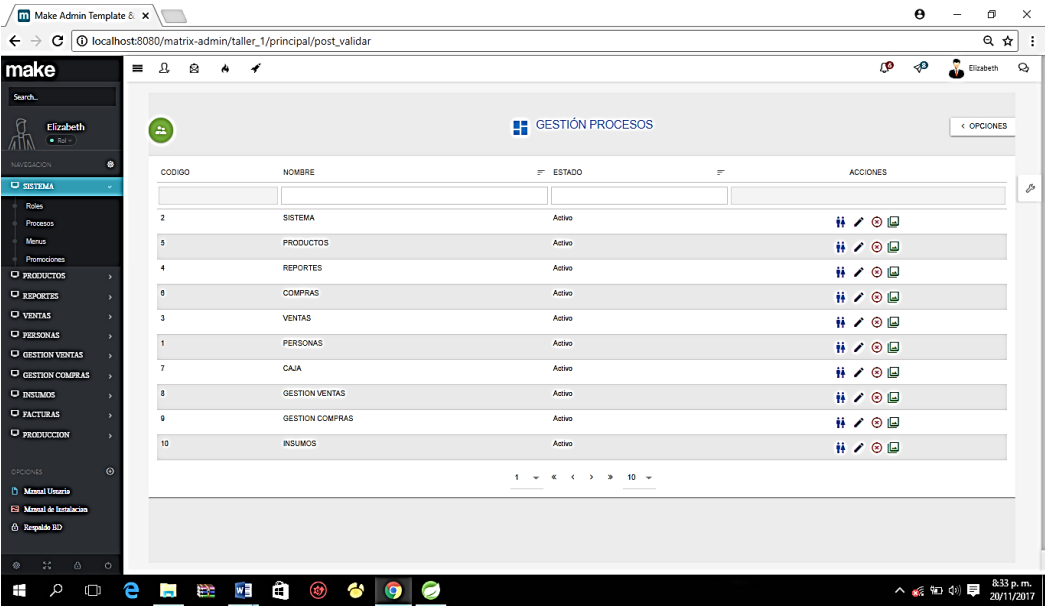 m Make Admin Template & x
localhost:8080/matrix-admin/taller_1/principal/post_validar
make
6
Elizabeth
Search...
Elizabeth
Rol
GESTIÓN PROCESOS
< OPCIONES
NAVEGACION
SISTEMA
Roles
Procesos
Menus
Promociones
PRODUCTOS
REPORTES
VENTAS
PERSONAS
GESTION VENTAS
GESTION COMPRAS
INSUMOS
FACTURAS
PRODUCCION
OPCIONES
Manual Usuario
Manual de Instalacion
Respaldo BD
CODIGO NOMBRE ESTADO ACCIONES
2 SISTEMA Activo
5 PRODUCTOS Activo
4 REPORTES Activo
6 COMPRAS Activo
3 VENTAS Activo
1 PERSONAS Activo
7 CAJA Activo
8 GESTION VENTAS Activo
9 GESTION COMPRAS Activo
10 INSUMOS Activo
1 « < > » 10
8:33 p. m.
20/11/2017